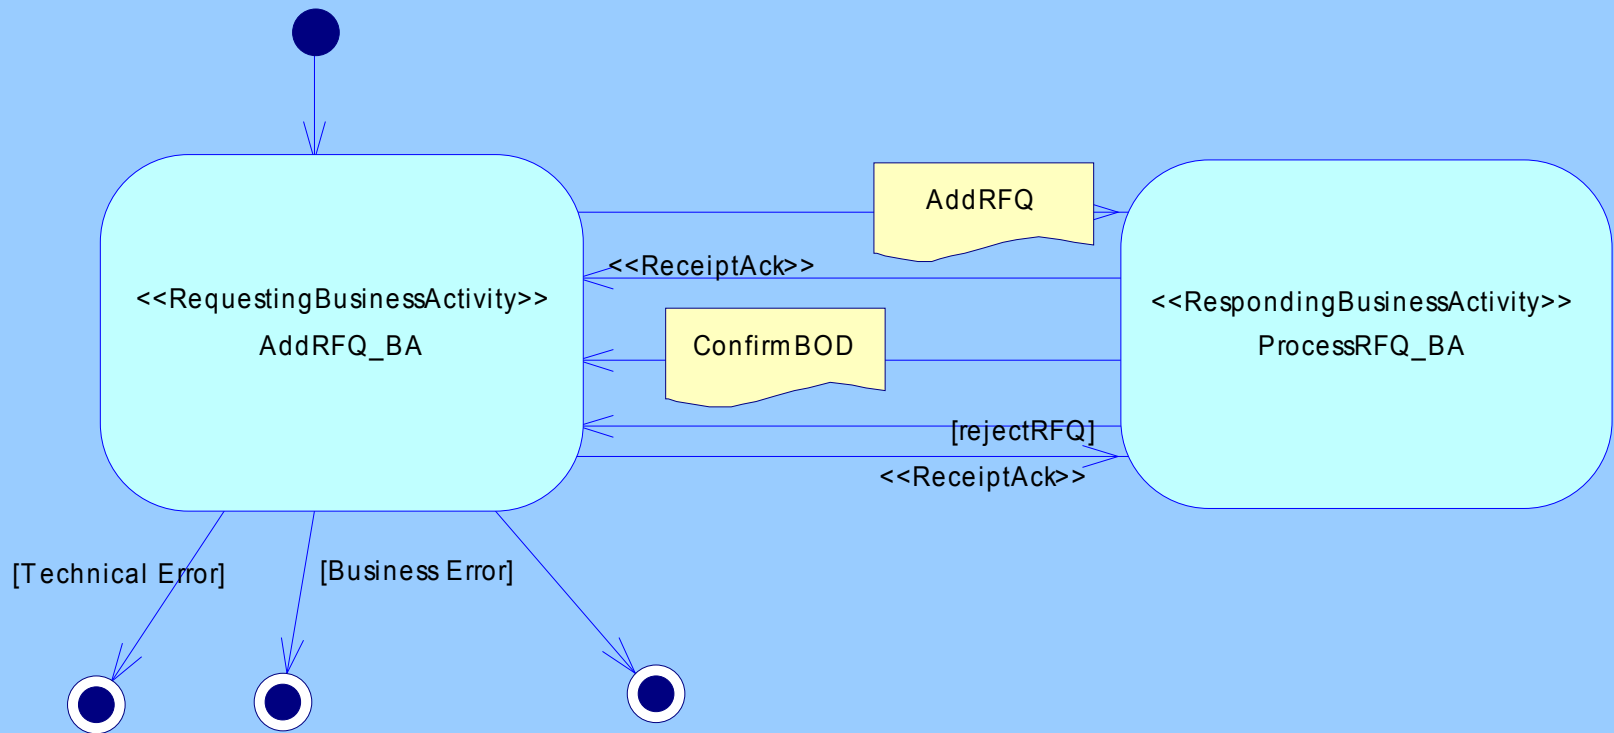 AddRFQ
<<ReceiptAck>>
<<RequestingBusinessActivity>>
AddRFQ_BA
<<RespondingBusinessActivity>>
ProcessRFQ_BA
ConfirmBOD
[rejectRFQ]
<<ReceiptAck>>
[Technical Error]
[Business Error]